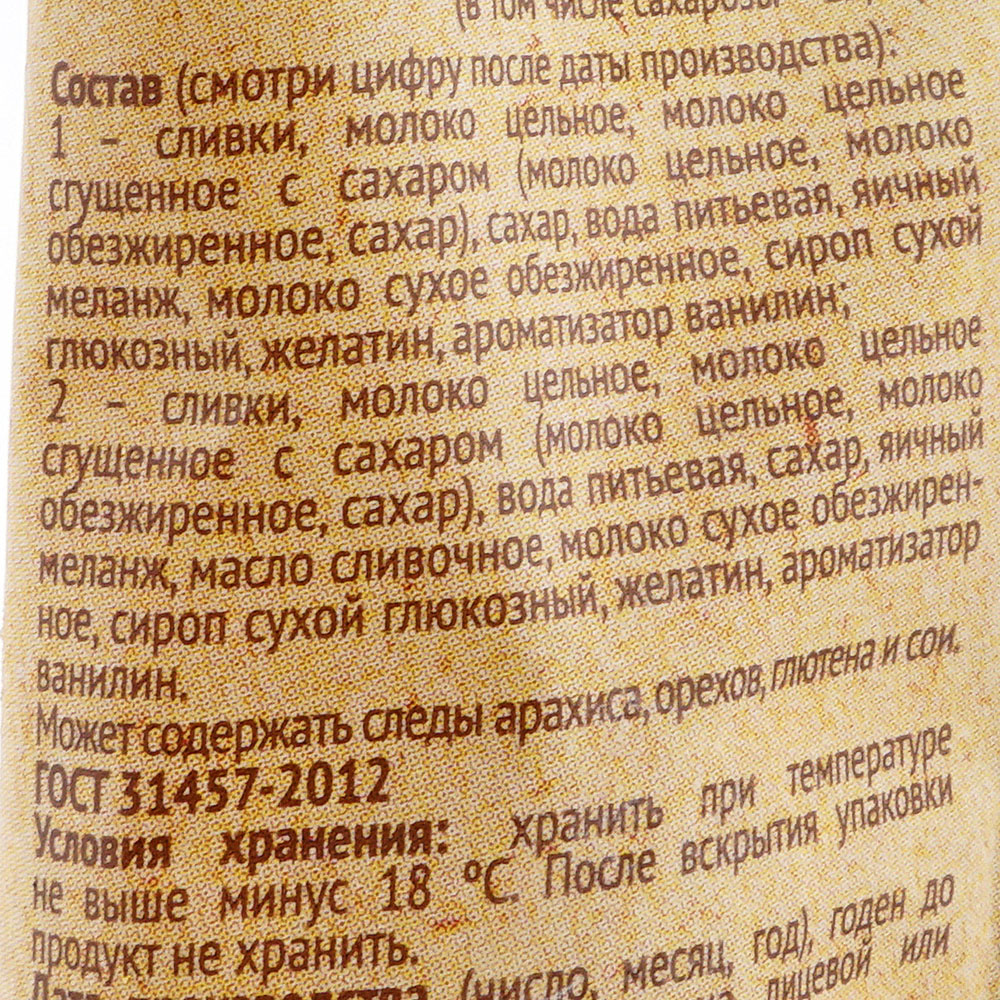 (в том числе сахарозы
Состав (смотри цифру после даты производства):
1 – сливки, молоко цельное, молоко цельное
сгущенное с сахаром (молоко цельное, молоко
обезжиренное, сахар), сахар, вода питьевая, яичный
меланж, молоко сухое обезжиренное, сироп сухой
глюкозный, желатин, ароматизатор ванилин;
2 – сливки, молоко цельное, молоко цельное
сгущенное с сахаром (молоко цельное, молоко
обезжиренное, сахар), вода питьевая, сахар, яичный
меланж, масло сливочное, молоко сухое обезжирен-
ное, сироп сухой глюкозный, желатин, ароматизатор
ванилин.
Может содержать следы арахиса, орехов, глютена и сои.
ГОСТ 31457-2012
Условия хранения: хранить при температуре
не выше минус 18 °C. После вскрытия упаковки
продукт не хранить.
Дата производства (число, месяц, год), годен до
лицевой или